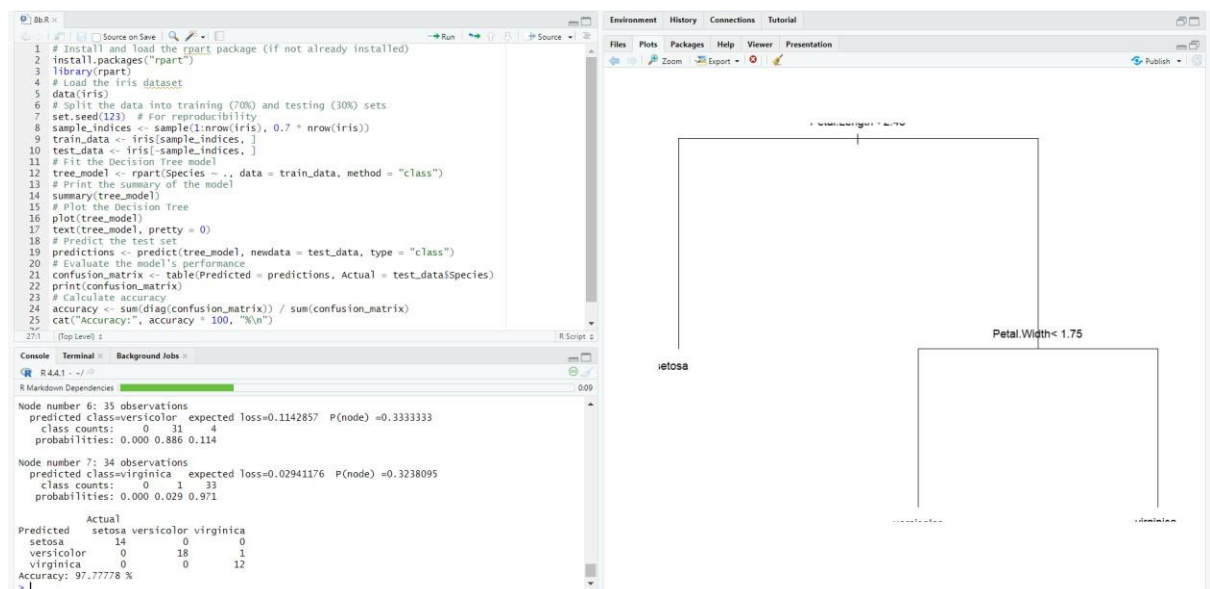 8b.R
Source on Save
Run
Source
1 # Install and load the rpart package (if not already installed)
2 install.packages("rpart")
3 library(rpart)
4 # Load the iris dataset
5 data(iris)
6 # Split the data into training (70%) and testing (30%) sets
7 set.seed(123) # For reproducibility
8 sample_indices <- sample(1:nrow(iris), 0.7 * nrow(iris))
9 train_data <- iris[sample_indices, ]
10 test_data <- iris[-sample_indices, ]
11 # Fit the Decision Tree model
12 tree_model <- rpart(Species ~ ., data = train_data, method = "class")
13 # Print the summary of the model
14 summary(tree_model)
15 # Plot the Decision Tree
16 plot(tree_model)
17 text(tree_model, pretty = 0)
18 # Predict the test set
19 predictions <- predict(tree_model, newdata = test_data, type = "class")
20 # Evaluate the model's performance
21 confusion_matrix <- table(Predicted = predictions, Actual = test_data$Species)
22 print(confusion_matrix)
23 # Calculate accuracy
24 accuracy <- sum(diag(confusion_matrix)) / sum(confusion_matrix)
25 cat("Accuracy:", accuracy * 100, "%\n")
27:1 (Top Level) R Script
Console Terminal Background Jobs
R 4.4.1 · ~/
R Markdown Dependencies 0:09
Node number 6: 35 observations
predicted class=versicolor expected loss=0.1142857 P(node) =0.3333333
class counts: 0 31 4
probabilities: 0.000 0.886 0.114
Node number 7: 34 observations
predicted class=virginica expected loss=0.02941176 P(node) =0.3238095
class counts: 0 1 33
probabilities: 0.000 0.029 0.971
Actual
Predicted setosa versicolor virginica
setosa 14 0 0
versicolor 0 18 1
virginica 0 0 12
Accuracy: 97.77778 %
>
Environment History Connections Tutorial
Files Plots Packages Help Viewer Presentation
Zoom Export Publish
Petal.Width< 1.75
setosa